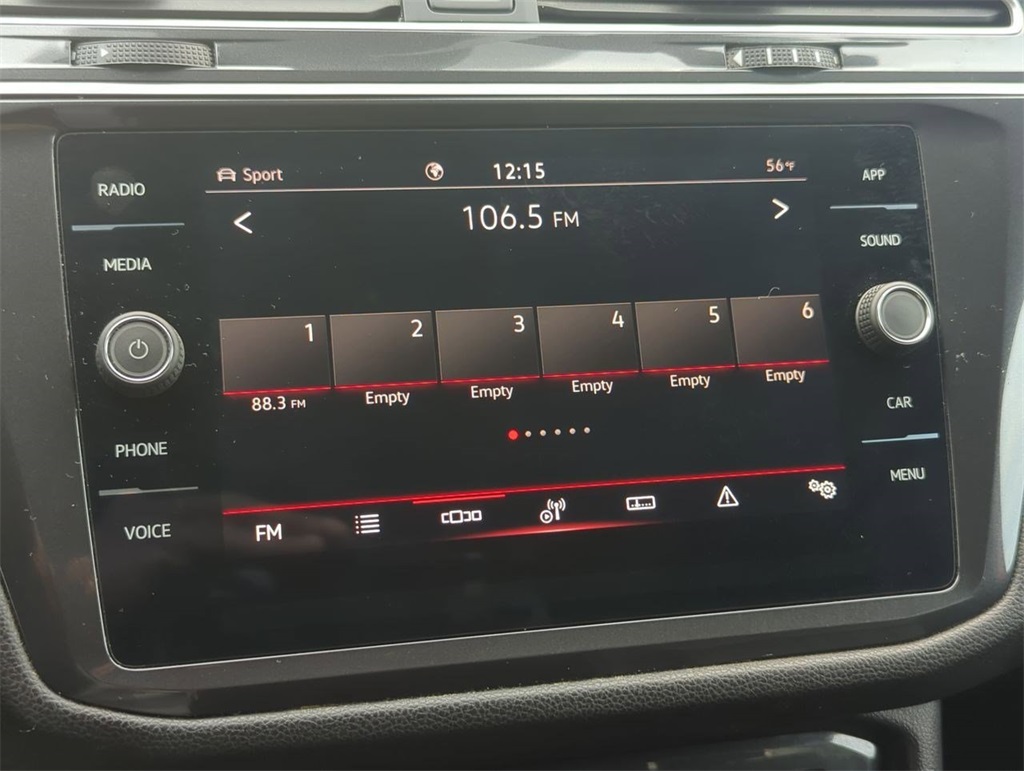 RADIO
MEDIA
PHONE
VOICE
Sport 12:15 56°F
106.5 FM
1 2 3 4 5 6
88.3 FM Empty Empty Empty Empty Empty
FM
APP
SOUND
CAR
MENU